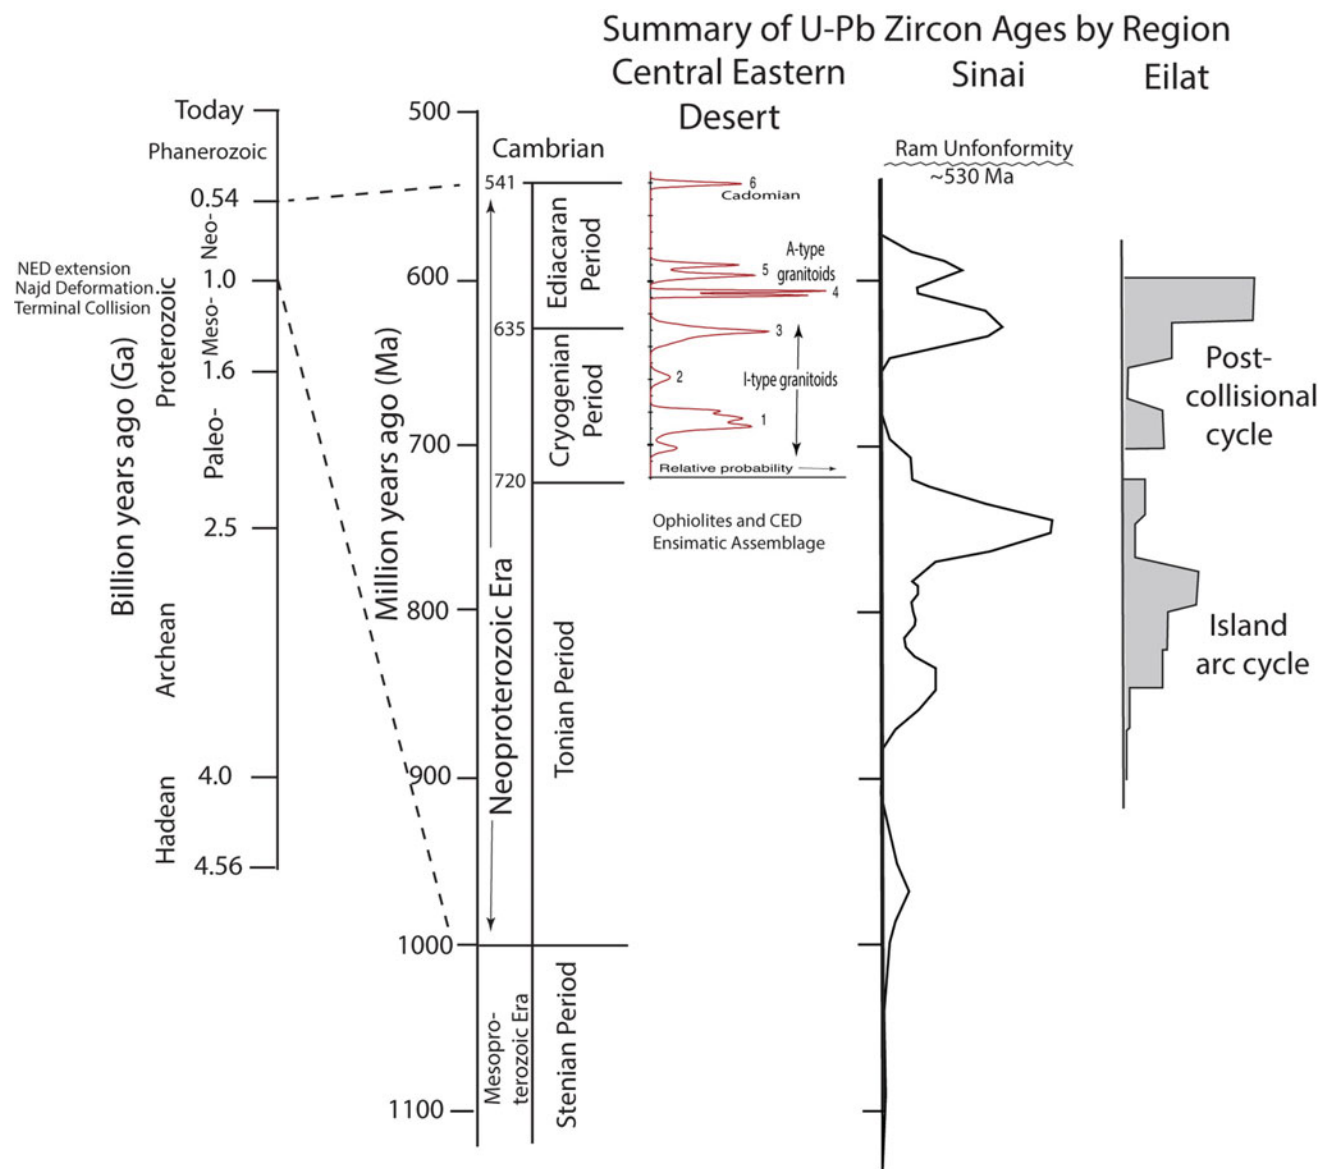 Summary of U-Pb Zircon Ages by Region
Central Eastern
Desert
Sinai
Eilat
Today
Phanerozoic
0.54
Neo-
1.0
Meso-
1.6
Paleo-
2.5
4.0
4.56
Proterozoic
Archean
Hadean
Billion years ago (Ga)
NED extension
Najd Deformation
Terminal Collision
Million years ago (Ma)
500
600
700
800
900
1000
1100
Cambrian
541
635
720
Neoproterozoic Era
Mesopro-
terozoic Era
Ediacaran
Period
Cryogenian
Period
Tonian Period
Stenian Period
6
Cadomian
A-type
granitoids
5
4
3
2
I-type granitoids
1
Relative probability
Ophiolites and CED
Ensimatic Assemblage
Ram Unfonformity
~530 Ma
Post-
collisional
cycle
Island
arc cycle